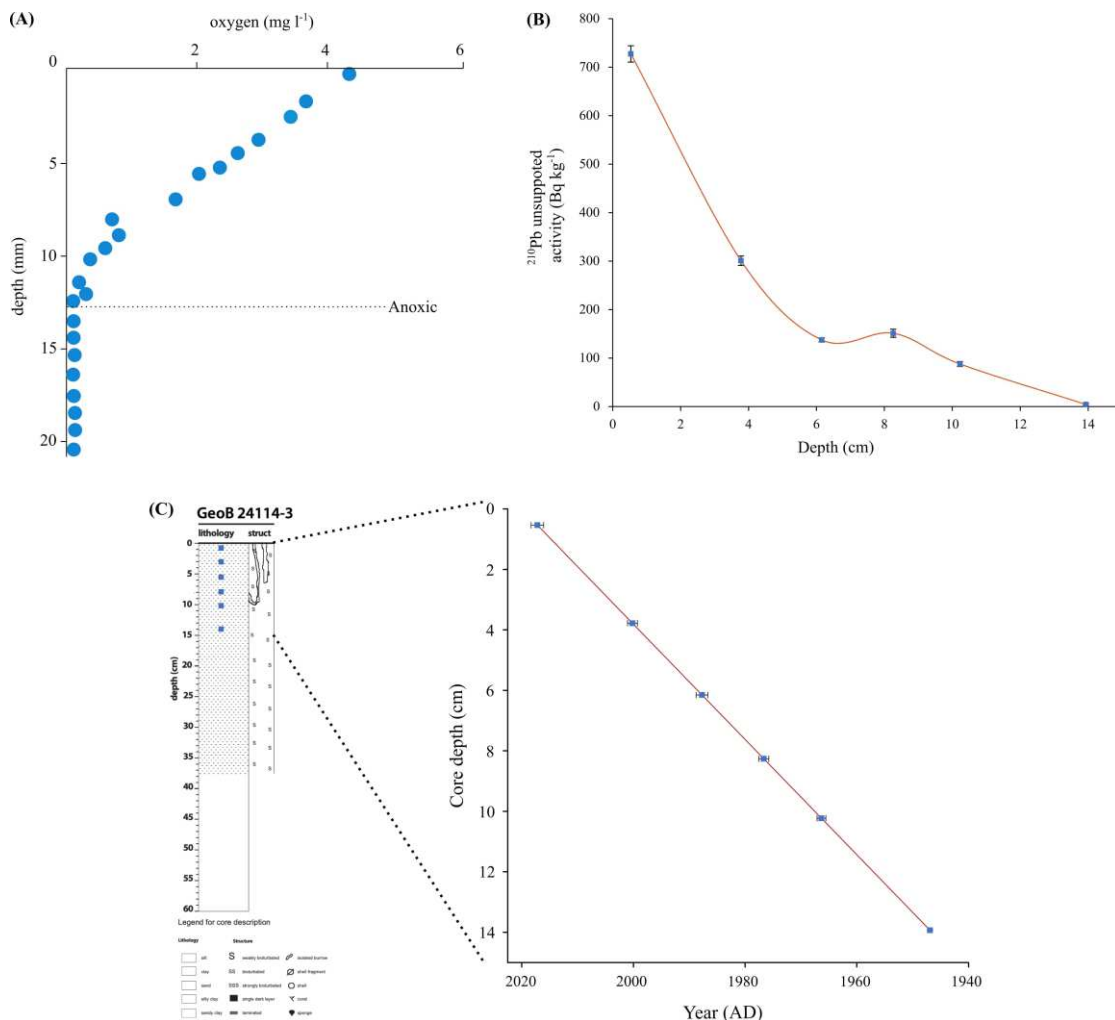 (A)
oxygen (mg l⁻¹)
0 2 4 6
5
10
15
20
depth (mm)
Anoxic
(B)
800
700
600
500
400
300
200
100
0
²¹⁰Pb unsuppoted
activity (Bq kg⁻¹)
0 2 4 6 8 10 12 14
Depth (cm)
(C)
GeoB 24114-3
lithology struct
0
5
10
15
20
25
30
35
40
45
50
55
60
depth (cm)
S
Legend for core description
Lithology Structure
silt S weakly bioturbated isolated burrow
clay SS bioturbated shell fragment
sand SSS strongly bioturbated shell
silty clay single dark layer coral
sandy clay laminated sponge
0
2
4
6
8
10
12
14
Core depth (cm)
2020 2000 1980 1960 1940
Year (AD)